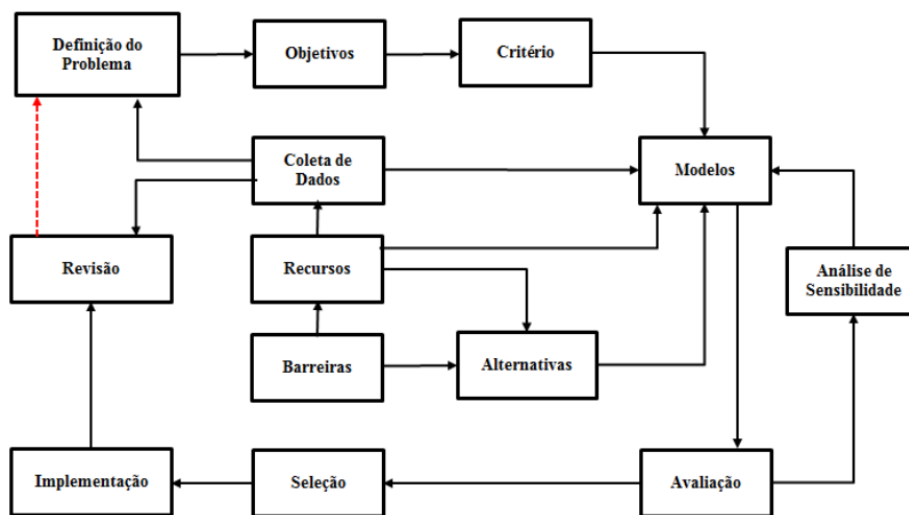 Definição do
Problema
Objetivos
Critério
Coleta de
Dados
Modelos
Revisão
Recursos
Análise de
Sensibilidade
Barreiras
Alternativas
Implementação
Seleção
Avaliação